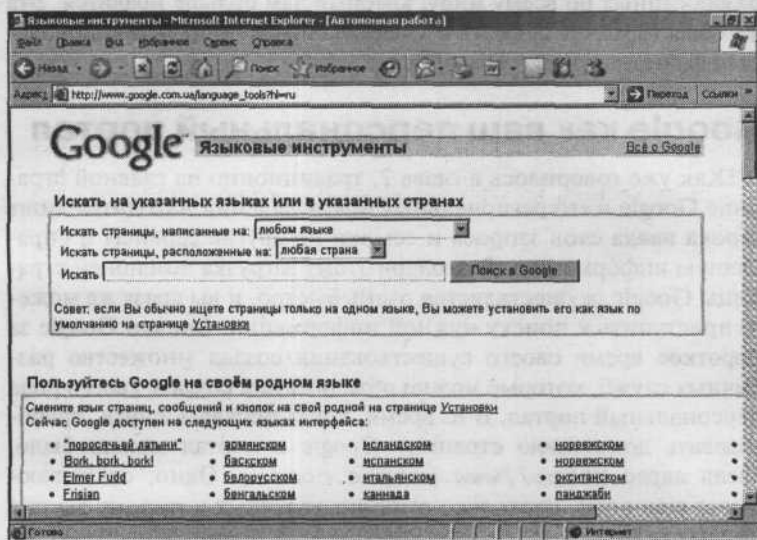 Языковые инструменты - Microsoft Internet Explorer - [Автономная работа]
Файл Правка Вид Избранное Сервис Справка
Назад Поиск Избранное
Адрес: http://www.google.com.ua/language_tools?hl=ru Переход Ссылки »
Google™ Языковые инструменты Всё о Google
Искать на указанных языках или в указанных странах
Искать страницы, написанные на: любом языке
Искать страницы, расположенные на: любая страна
Искать Поиск в Google
Совет: если Вы обычно ищете страницы только на одном языке, Вы можете установить его как язык по
умолчанию на странице Установки
Пользуйтесь Google на своём родном языке
Смените язык страниц, сообщений и кнопок на свой родной на странице Установки
Сейчас Google доступен на следующих языках интерфейса:
• "поросячьей латыни" • армянском • исландском • норвежском
• Bork, bork, bork! • баскском • испанском • норвежском
• Elmer Fudd • белорусском • итальянском • окситанском
• Frisian • бенгальском • каннада • панджаби
Готово Интернет